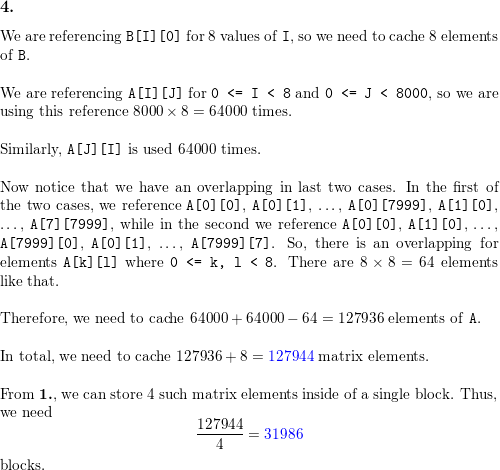 4.
We are referencing B[I][0] for 8 values of I, so we need to cache 8 elements
of B.
We are referencing A[I][J] for 0 <= I < 8 and 0 <= J < 8000, so we are
using this reference 8000 × 8 = 64000 times.
Similarly, A[J][I] is used 64000 times.
Now notice that we have an overlapping in last two cases. In the first of
the two cases, we reference A[0][0], A[0][1], ..., A[0][7999], A[1][0],
..., A[7][7999], while in the second we reference A[0][0], A[1][0], ...,
A[7999][0], A[0][1], ..., A[7999][7]. So, there is an overlapping for
elements A[k][l] where 0 <= k, l < 8. There are 8 × 8 = 64 elements
like that.
Therefore, we need to cache 64000 + 64000 − 64 = 127936 elements of A.
In total, we need to cache 127936 + 8 = 127944 matrix elements.
From 1., we can store 4 such matrix elements inside of a single block. Thus,
we need
127944
/4 = 31986
blocks.